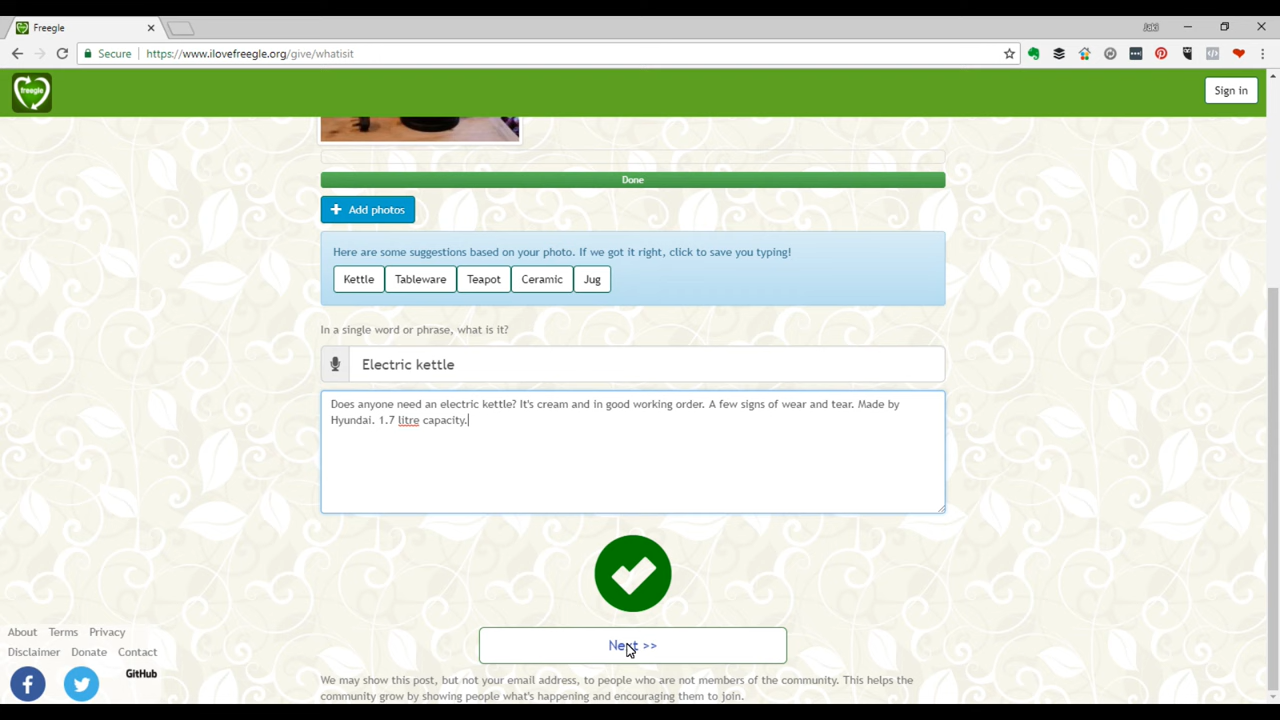 Freegle
Jaki
Secure https://www.ilovefreegle.org/give/whatisit
freegle
Sign in
Done
+ Add photos
Here are some suggestions based on your photo. If we got it right, click to save you typing!
Kettle Tableware Teapot Ceramic Jug
In a single word or phrase, what is it?
Electric kettle
Does anyone need an electric kettle? It's cream and in good working order. A few signs of wear and tear. Made by
Hyundai. 1.7 litre capacity.
Next >>
About Terms Privacy
Disclaimer Donate Contact
GitHub
We may show this post, but not your email address, to people who are not members of the community. This helps the
community grow by showing people what's happening and encouraging them to join.